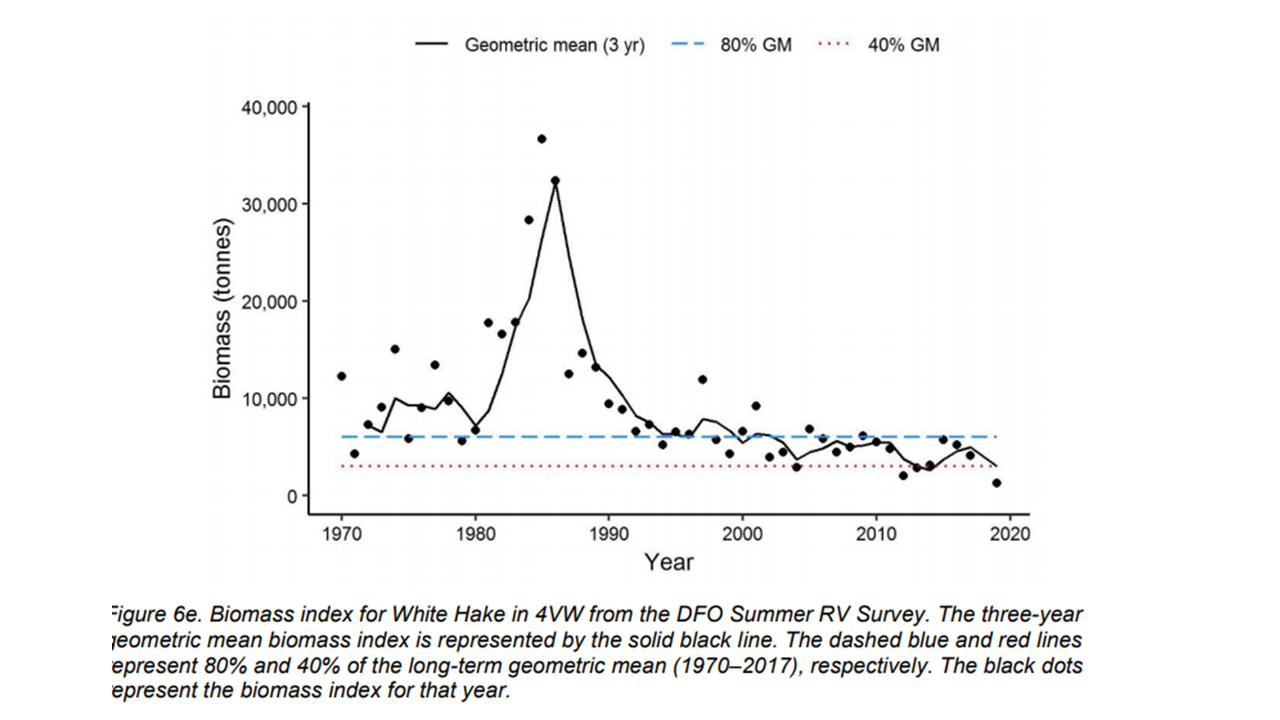 Geometric mean (3 yr) 80% GM 40% GM
40,000
30,000
20,000
10,000
0
Biomass (tonnes)
1970 1980 1990 2000 2010 2020
Year
Figure 6e. Biomass index for White Hake in 4VW from the DFO Summer RV Survey. The three-year
geometric mean biomass index is represented by the solid black line. The dashed blue and red lines
represent 80% and 40% of the long-term geometric mean (1970–2017), respectively. The black dots
represent the biomass index for that year.